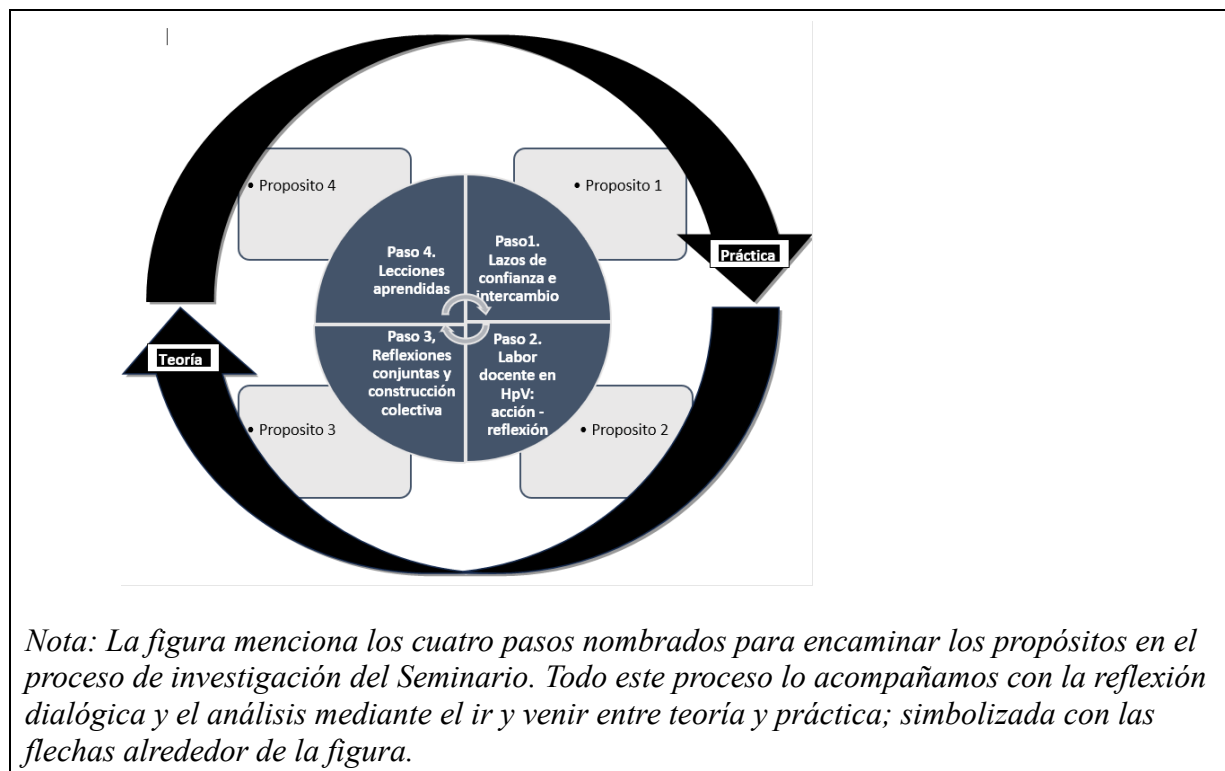 • Proposito 4
• Proposito 1
Paso 4.
Lecciones
aprendidas
Paso1.
Lazos de
confianza e
intercambio
Práctica
Teoría
Paso 3,
Reflexiones
conjuntas y
construcción
colectiva
Paso 2.
Labor
docente en
HpV:
acción -
reflexión
• Proposito 3
• Proposito 2
Nota: La figura menciona los cuatro pasos nombrados para encaminar los propósitos en el
proceso de investigación del Seminario. Todo este proceso lo acompañamos con la reflexión
dialógica y el análisis mediante el ir y venir entre teoría y práctica; simbolizada con las
flechas alrededor de la figura.